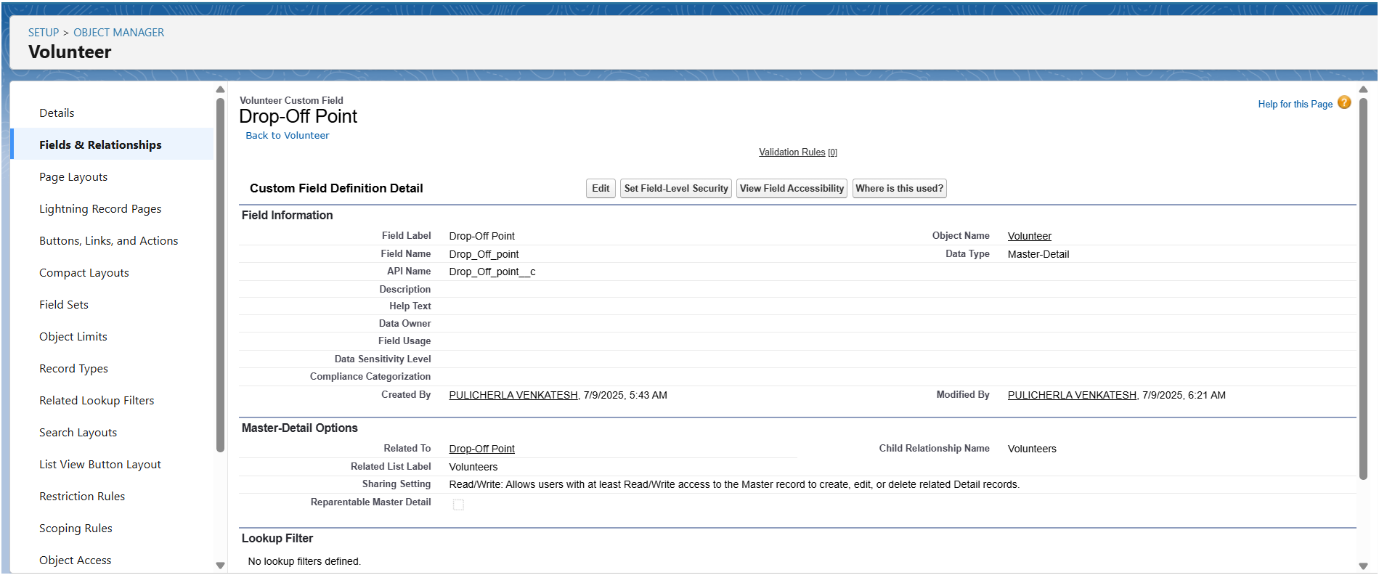 SETUP > OBJECT MANAGER
Volunteer
Details
Fields & Relationships
Page Layouts
Lightning Record Pages
Buttons, Links, and Actions
Compact Layouts
Field Sets
Object Limits
Record Types
Related Lookup Filters
Search Layouts
List View Button Layout
Restriction Rules
Scoping Rules
Object Access
Volunteer Custom Field
Drop-Off Point
Back to Volunteer
Help for this Page ?
Validation Rules [0]
Custom Field Definition Detail Edit Set Field-Level Security View Field Accessibility Where is this used?
Field Information
Field Label Drop-Off Point Object Name Volunteer
Field Name Drop_Off_point Data Type Master-Detail
API Name Drop_Off_point__c
Description
Help Text
Data Owner
Field Usage
Data Sensitivity Level
Compliance Categorization
Created By PULICHERLA VENKATESH, 7/9/2025, 5:43 AM Modified By PULICHERLA VENKATESH, 7/9/2025, 6:21 AM
Master-Detail Options
Related To Drop-Off Point Child Relationship Name Volunteers
Related List Label Volunteers
Sharing Setting Read/Write: Allows users with at least Read/Write access to the Master record to create, edit, or delete related Detail records.
Reparentable Master Detail
Lookup Filter
No lookup filters defined.